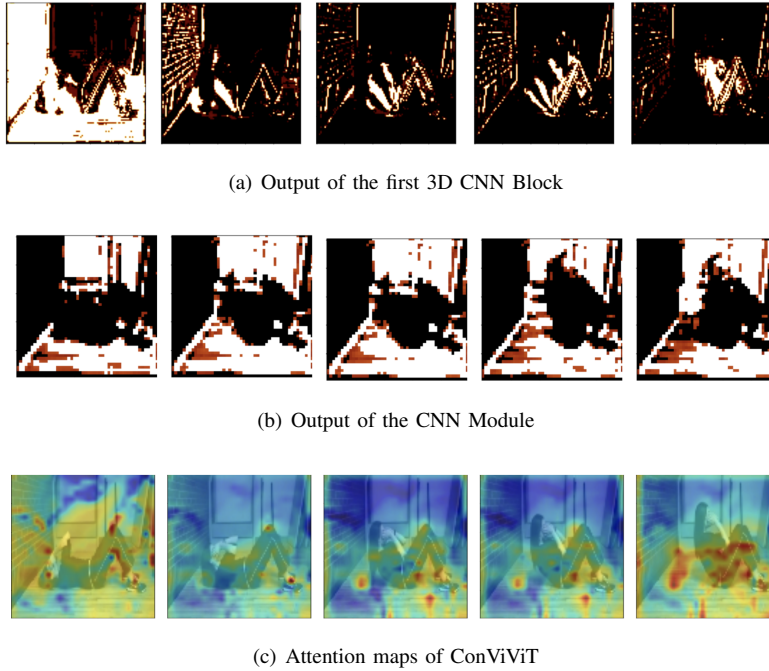 (a) Output of the first 3D CNN Block
(b) Output of the CNN Module
(c) Attention maps of ConViViT